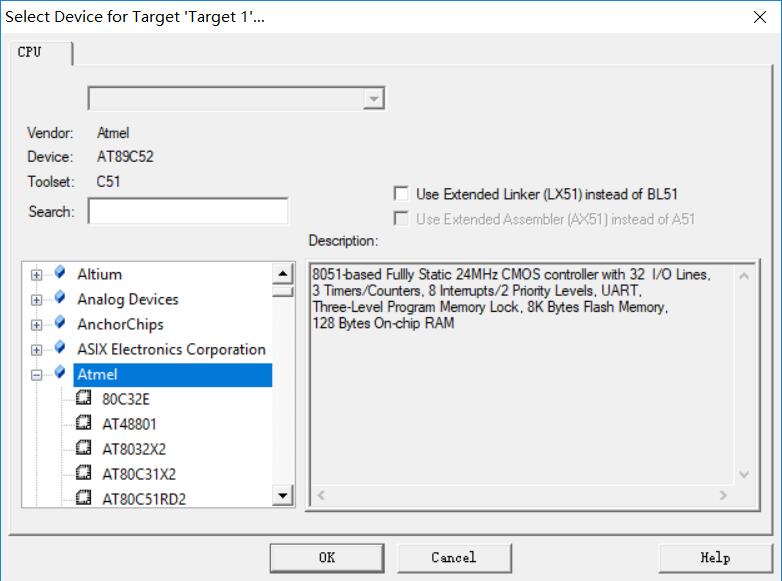 Select Device for Target 'Target 1'...
CPU
Vendor: Atmel
Device: AT89C52
Toolset: C51
Search:
Use Extended Linker (LX51) instead of BL51
Use Extended Assembler (AX51) instead of A51
Description:
Altium
Analog Devices
AnchorChips
ASIX Electronics Corporation
Atmel
80C32E
AT48801
AT8032X2
AT80C31X2
AT80C51RD2
8051-based Fullly Static 24MHz CMOS controller with 32 I/O Lines,
3 Timers/Counters, 8 Interrupts/2 Priority Levels, UART,
Three-Level Program Memory Lock, 8K Bytes Flash Memory,
128 Bytes On-chip RAM
OK
Cancel
Help